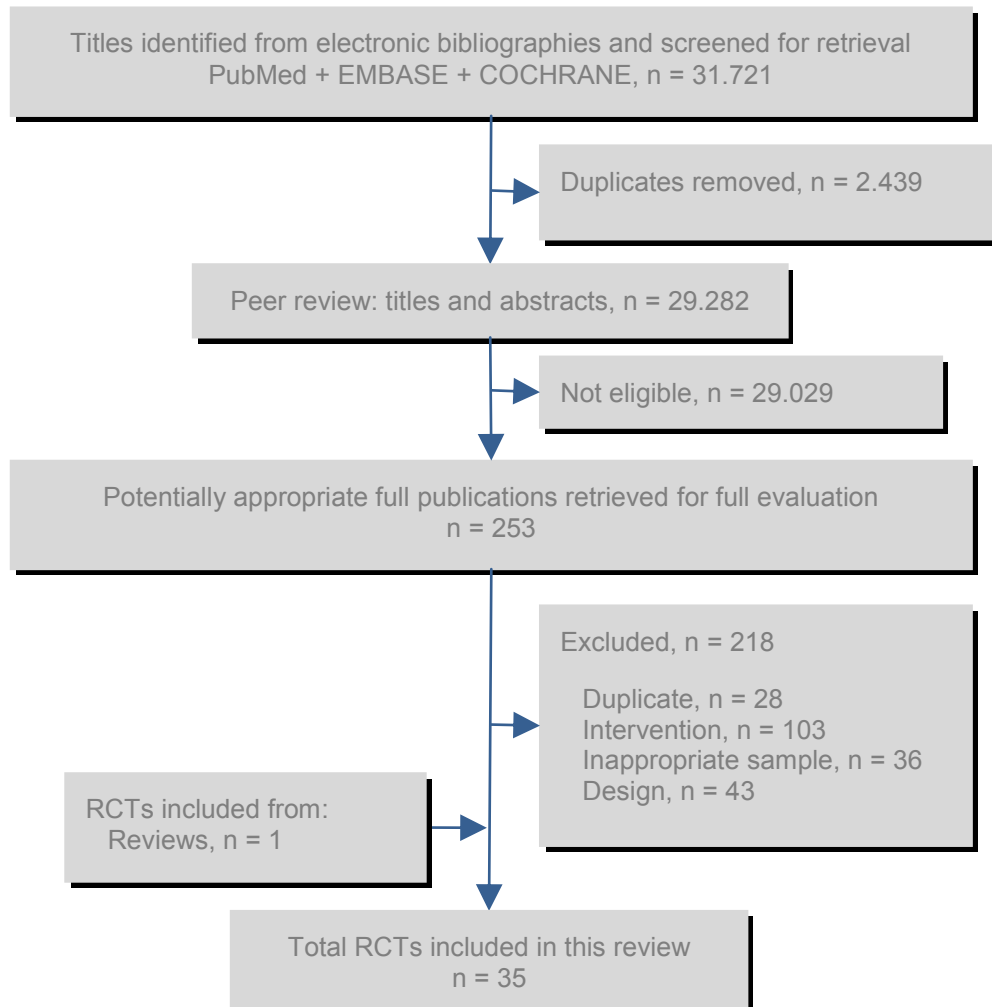 Titles identified from electronic bibliographies and screened for retrieval
PubMed + EMBASE + COCHRANE, n = 31.721
Duplicates removed, n = 2.439
Peer review: titles and abstracts, n = 29.282
Not eligible, n = 29.029
Potentially appropriate full publications retrieved for full evaluation
n = 253
Excluded, n = 218
Duplicate, n = 28
Intervention, n = 103
Inappropriate sample, n = 36
Design, n = 43
RCTs included from:
Reviews, n = 1
Total RCTs included in this review
n = 35